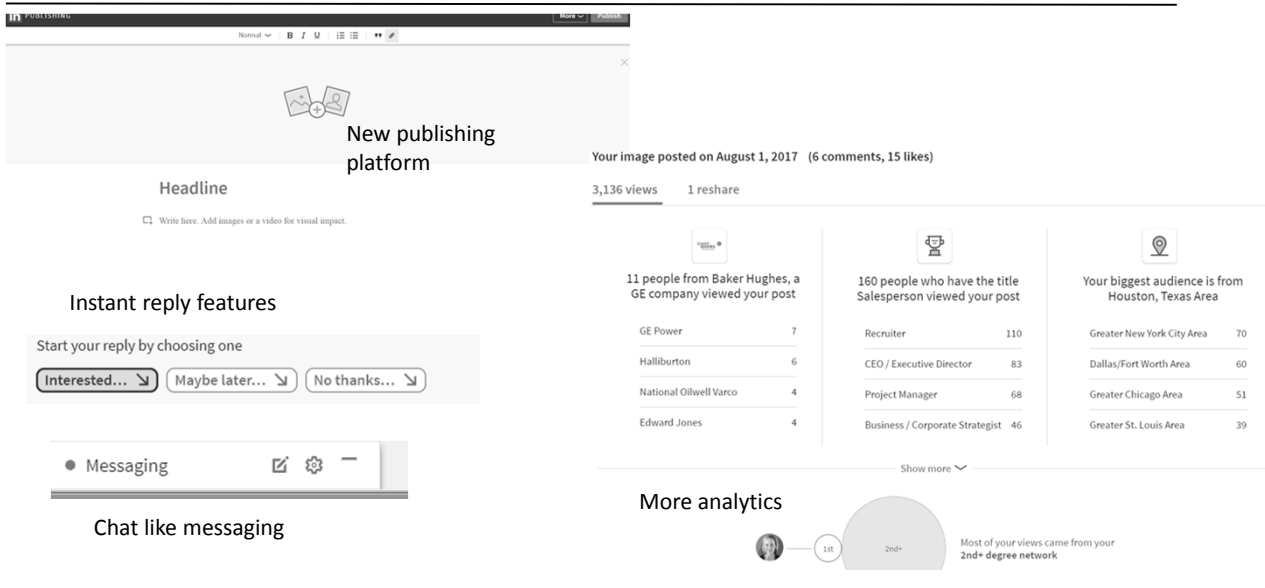 in PUBLISHING
More
Publish
Normal B I U
New publishing
platform
Headline
Write here. Add images or a video for visual impact.
Instant reply features
Start your reply by choosing one
Interested... Maybe later... No thanks...
Messaging
Chat like messaging
Your image posted on August 1, 2017 (6 comments, 15 likes)
3,136 views 1 reshare
11 people from Baker Hughes, a
GE company viewed your post
GE Power 7
Halliburton 6
National Oilwell Varco 4
Edward Jones 4
160 people who have the title
Salesperson viewed your post
Recruiter 110
CEO / Executive Director 83
Project Manager 68
Business / Corporate Strategist 46
Your biggest audience is from
Houston, Texas Area
Greater New York City Area 70
Dallas/Fort Worth Area 60
Greater Chicago Area 51
Greater St. Louis Area 39
Show more
More analytics
1st
2nd+
Most of your views came from your
2nd+ degree network